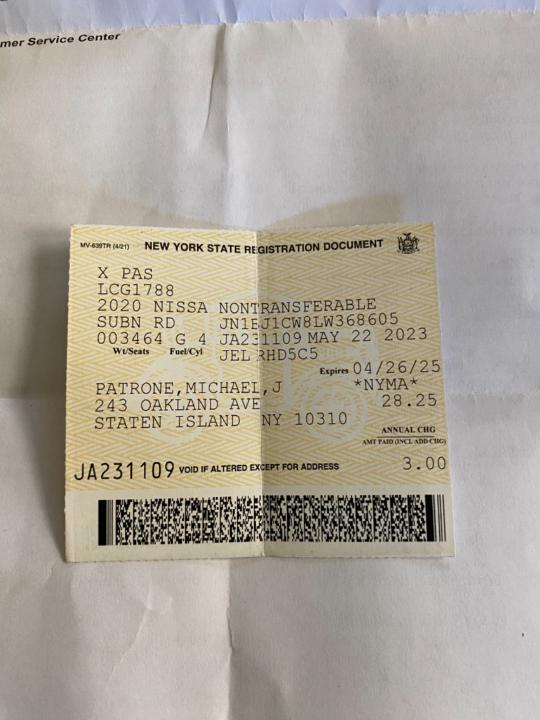 mer Service Center
MV-639TR (4/21) NEW YORK STATE REGISTRATION DOCUMENT
X PAS
LCG1788
2020 NISSA NONTRANSFERABLE
SUBN RD JN1EJ1CW8LW368605
003464 G 4 JA231109 MAY 22 2023
Wt/Seats Fuel/Cyl JEL RHD5C5
Expires 04/26/25
PATRONE,MICHAEL,J *NYMA*
243 OAKLAND AVE 28.25
STATEN ISLAND NY 10310
ANNUAL CHG
AMT PAID (INCL ADD CHG)
JA231109 VOID IF ALTERED EXCEPT FOR ADDRESS 3.00